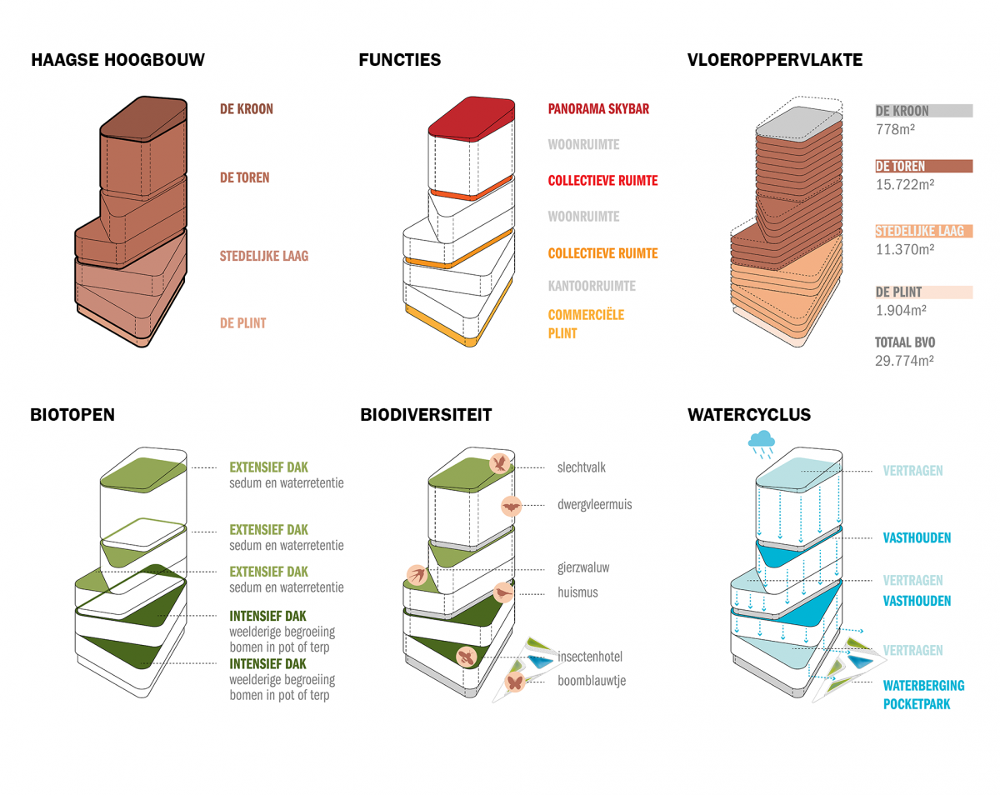 HAAGSE HOOGBOUW
DE KROON
DE TOREN
STEDELIJKE LAAG
DE PLINT
FUNCTIES
PANORAMA SKYBAR
WOONRUIMTE
COLLECTIEVE RUIMTE
WOONRUIMTE
COLLECTIEVE RUIMTE
KANTOORRUIMTE
COMMERCIËLE
PLINT
VLOEROPPERVLAKTE
DE KROON
778m²
DE TOREN
15.722m²
STEDELIJKE LAAG
11.370m²
DE PLINT
1.904m²
TOTAAL BVO
29.774m²
BIOTOPEN
EXTENSIEF DAK
sedum en waterretentie
EXTENSIEF DAK
sedum en waterretentie
EXTENSIEF DAK
sedum en waterretentie
INTENSIEF DAK
weelderige begroeiing
bomen in pot of terp
INTENSIEF DAK
weelderige begroeiing
bomen in pot of terp
BIODIVERSITEIT
slechtvalk
dwergvleermuis
gierzwaluw
huismus
insectenhotel
boomblauwtje
WATERCYCLUS
VERTRAGEN
VASTHOUDEN
VERTRAGEN
VASTHOUDEN
VERTRAGEN
WATERBERGING
POCKETPARK